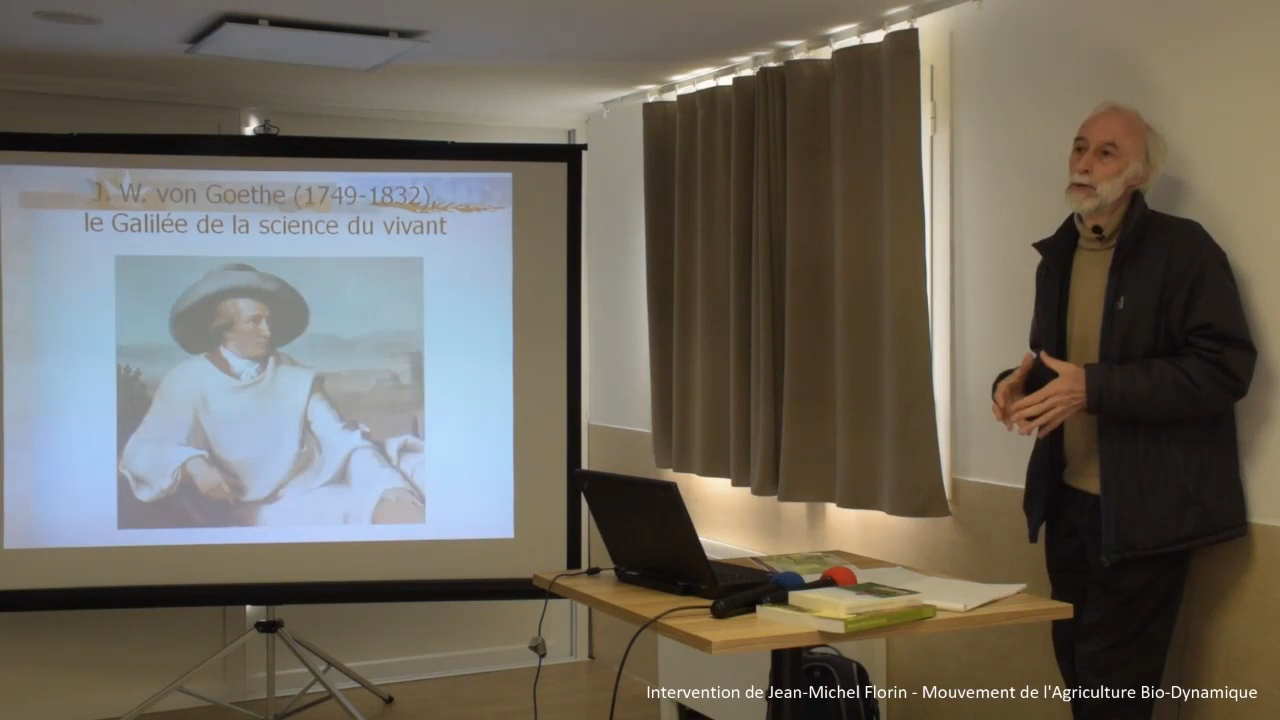 J. W. von Goethe (1749-1832),
le Galilée de la science du vivant
Intervention de Jean-Michel Florin - Mouvement de l'Agriculture Bio-Dynamique